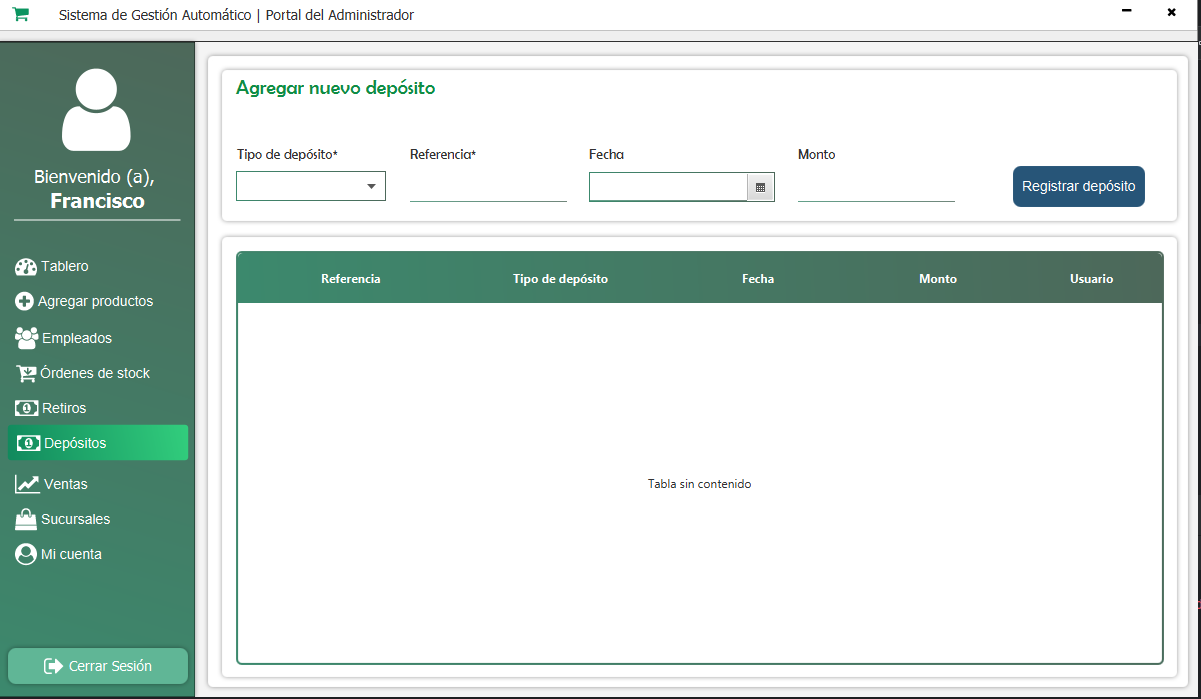 Sistema de Gestión Automático | Portal del Administrador
Bienvenido (a),
Francisco
Tablero
Agregar productos
Empleados
Órdenes de stock
Retiros
Depósitos
Ventas
Sucursales
Mi cuenta
Cerrar Sesión
Agregar nuevo depósito
Tipo de depósito* Referencia* Fecha Monto
Registrar depósito
Referencia Tipo de depósito Fecha Monto Usuario
Tabla sin contenido